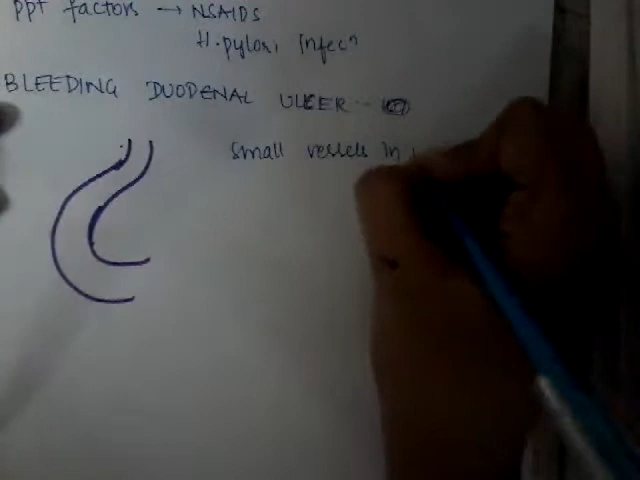 ppt factors → NSAIDS
H. pylori Infecn
BLEEDING DUODENAL ULCER
Small vessels in